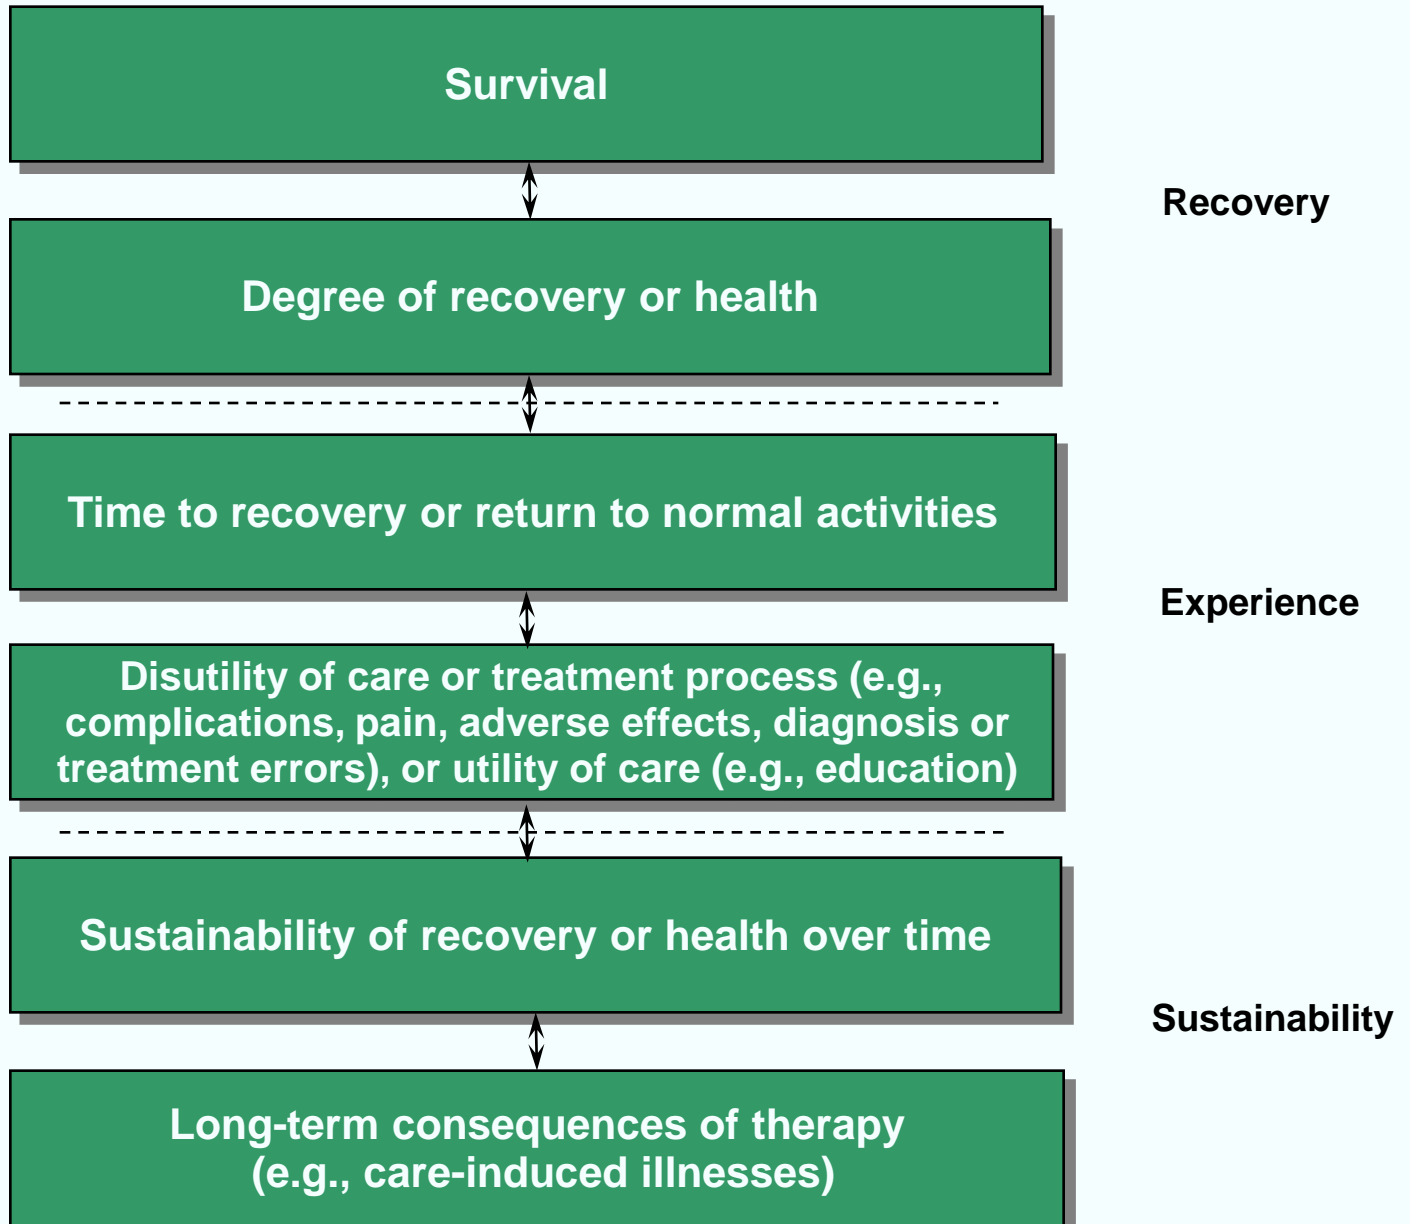 Survival
Recovery
Degree of recovery or health
Time to recovery or return to normal activities
Experience
Disutility of care or treatment process (e.g.,
complications, pain, adverse effects, diagnosis or
treatment errors), or utility of care (e.g., education)
Sustainability of recovery or health over time
Sustainability
Long-term consequences of therapy
(e.g., care-induced illnesses)